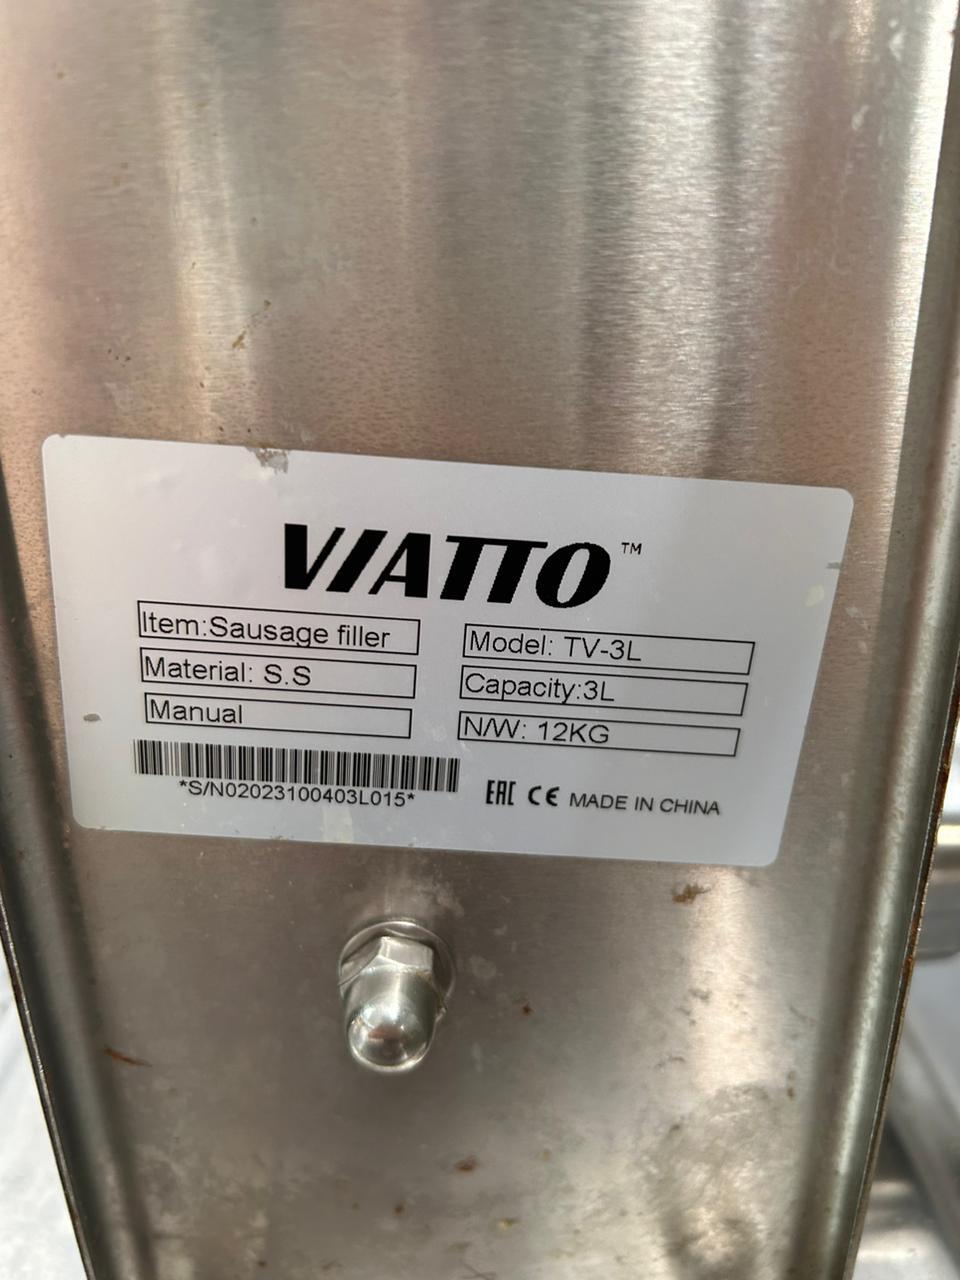 VIATTO™
Item:Sausage filler
Model: TV-3L
Material: S.S
Capacity:3L
Manual
N/W: 12KG
*S/N02023100403L015*
EAC CE MADE IN CHINA